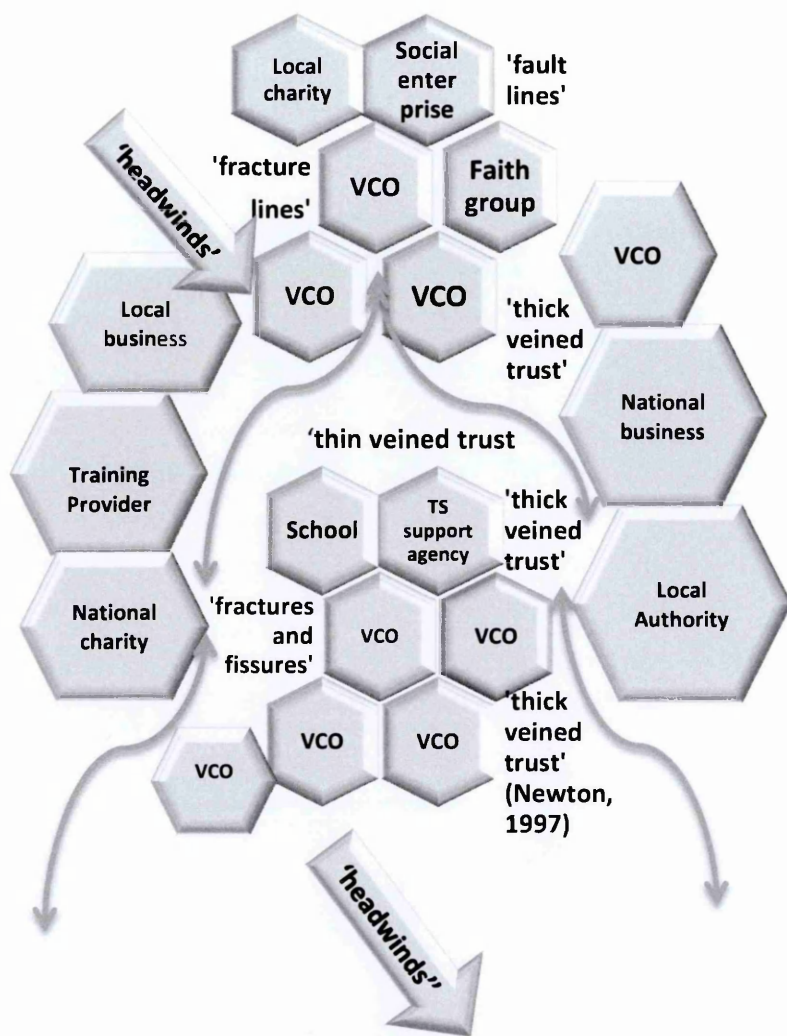 Local
charity
Social
enter
prise
'fault
lines'
'headwinds'
'fracture
lines'
VCO
Faith
group
VCO
VCO
VCO
Local
business
'thick
veined
trust'
National
business
'thin veined trust
Training
Provider
School
TS
support
agency
'thick
veined
trust'
Local
Authority
National
charity
'fractures
and
fissures'
VCO
VCO
VCO
VCO
VCO
'thick
veined
trust'
(Newton,
1997)
'headwinds"